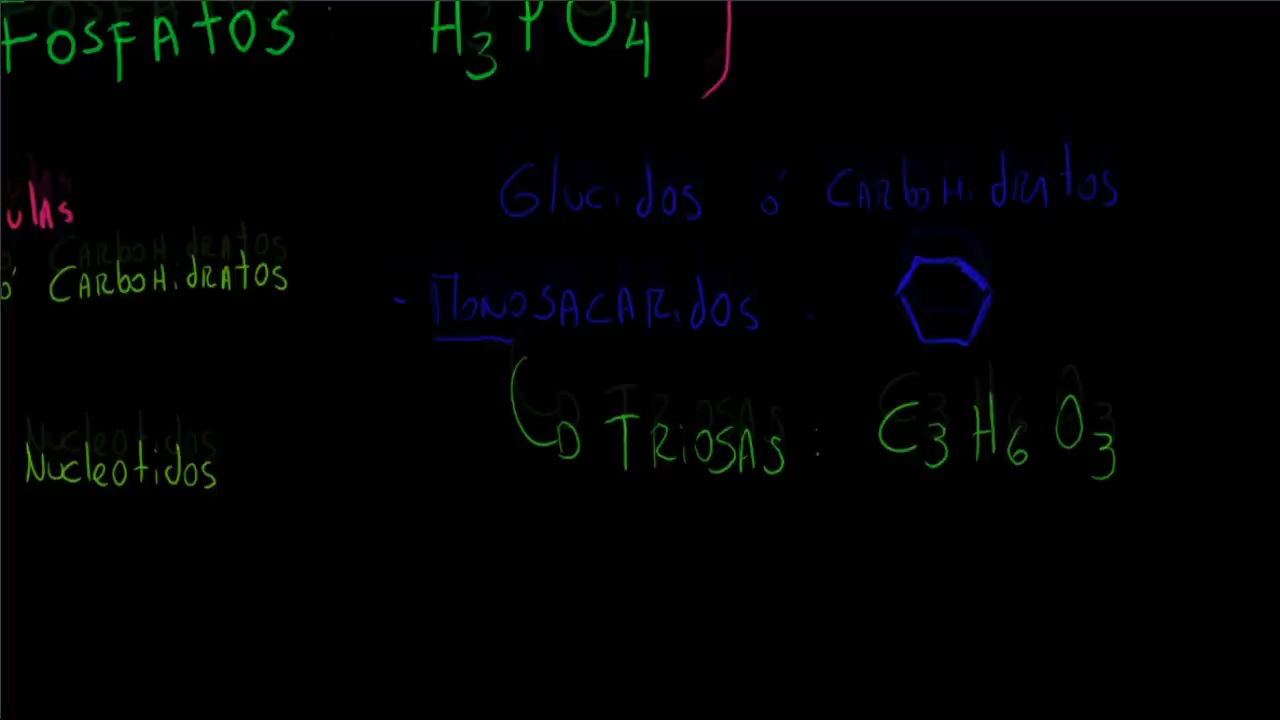 FOSFATOS H3PO4
Glucidos ó CARBOHiDRATOS
ulas
ó CARBOHiDRATOS
- MONOSACARidOS
TRiOSAS : C3H6O3
Nucleotidos